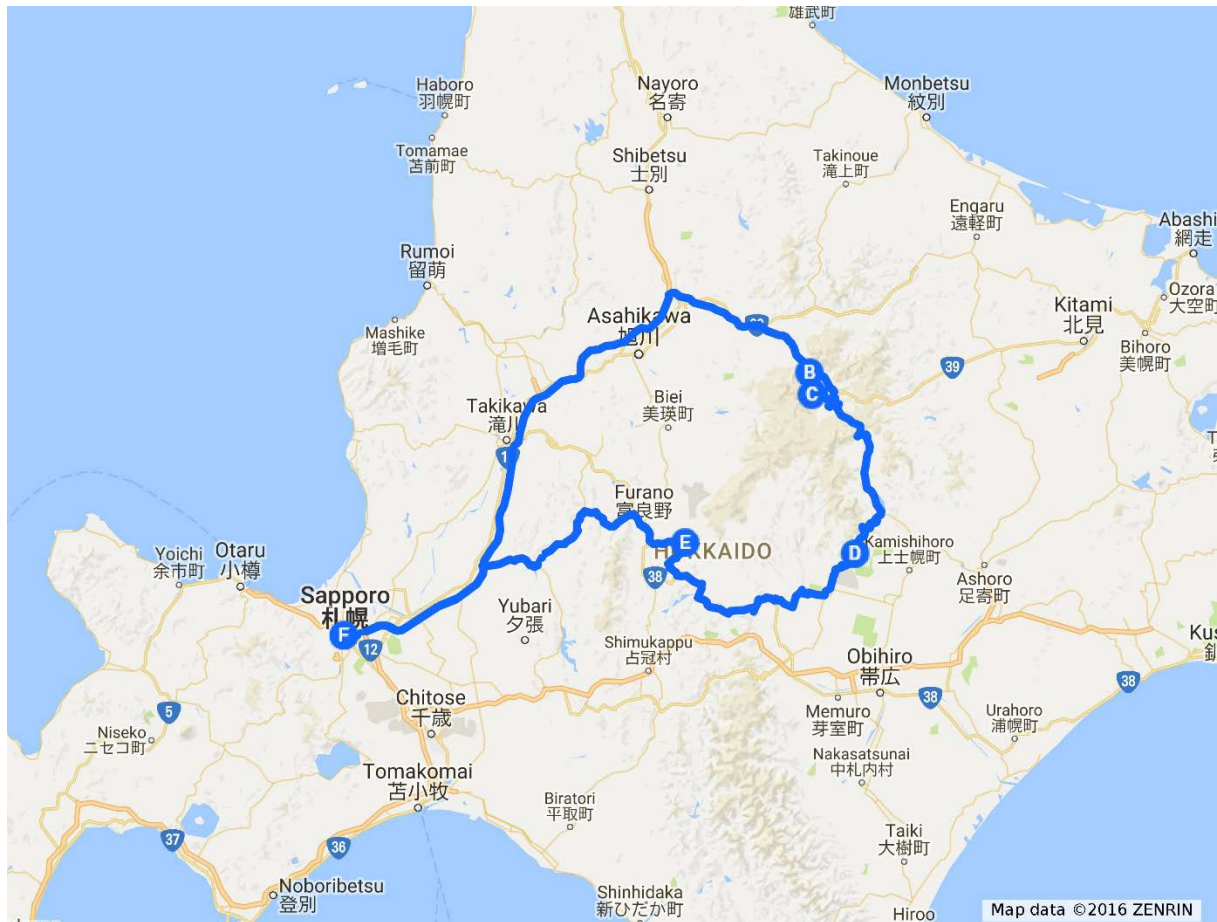 雄武町
Haboro
羽幌町
Nayoro
名寄
Monbetsu
紋別
Tomamae
苫前町
Shibetsu
士別
Takinoue
滝上町
Engaru
遠軽町
Abashi
網走
Rumoi
留萌
Ozora
大空町
Kitami
北見
Mashike
増毛町
Asahikawa
旭川
Bihoro
美幌町
B
C
39
Biei
美瑛町
Takikawa
滝川
Furano
富良野
E
HOKKAIDO
D
Kamishihoro
上士幌町
38
Ashoro
足寄町
Yoichi
余市町
Otaru
小樽
Sapporo
札幌
F
12
Yubari
夕張
Shimukappu
占冠村
Obihiro
帯広
38
38
Memuro
芽室町
Urahoro
浦幌町
Chitose
千歳
5
Niseko
ニセコ町
Nakasatsunai
中札内村
Tomakomai
苫小牧
Biratori
平取町
Taiki
大樹町
37
36
Noboribetsu
登別
Shinhidaka
新ひだか町
Hiroo
Map data ©2016 ZENRIN